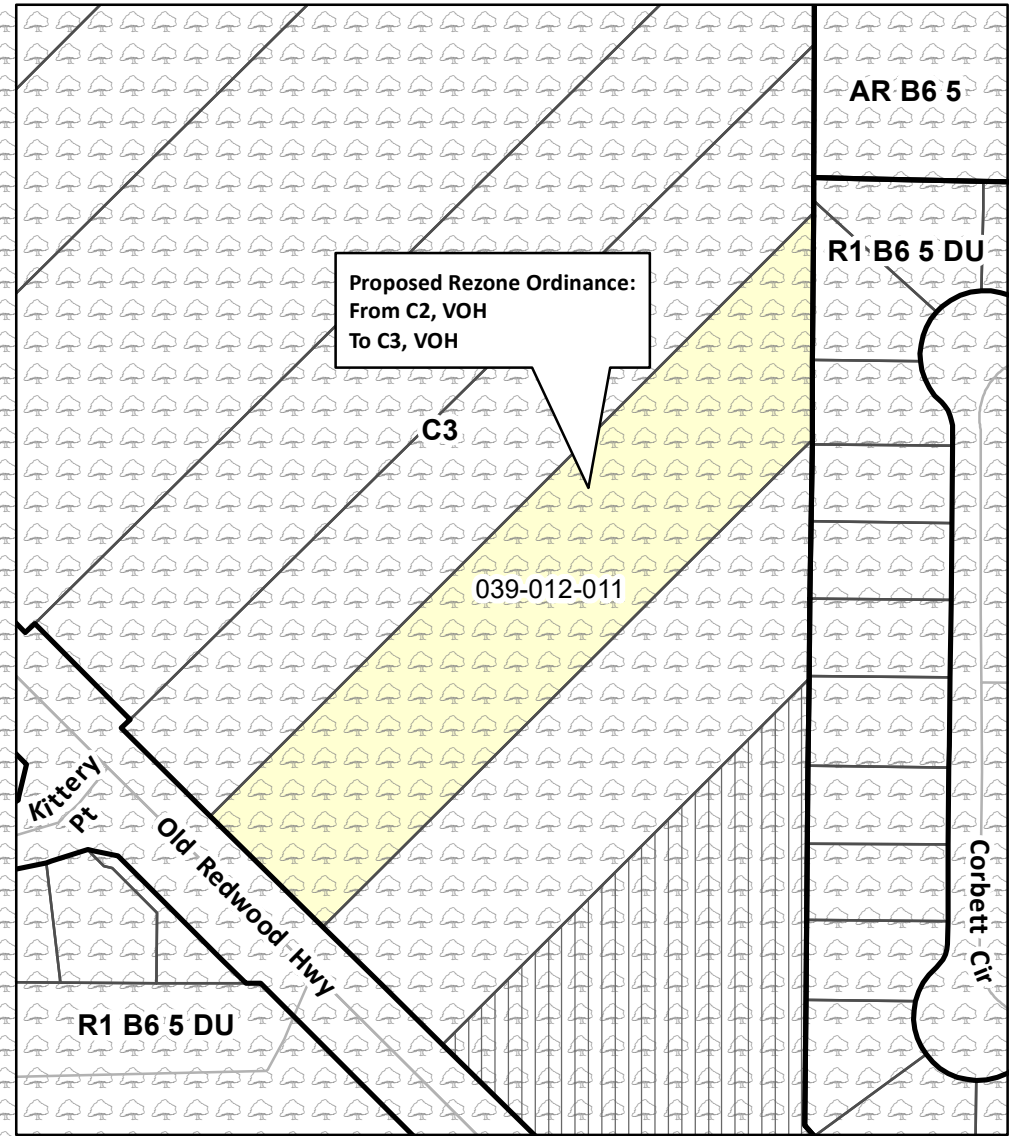 AR B6 5
R1 B6 5 DU
Proposed Rezone Ordinance:
From C2, VOH
To C3, VOH
C3
039-012-011
Kittery
Pt
Old Redwood Hwy
Corbett Cir
R1 B6 5 DU